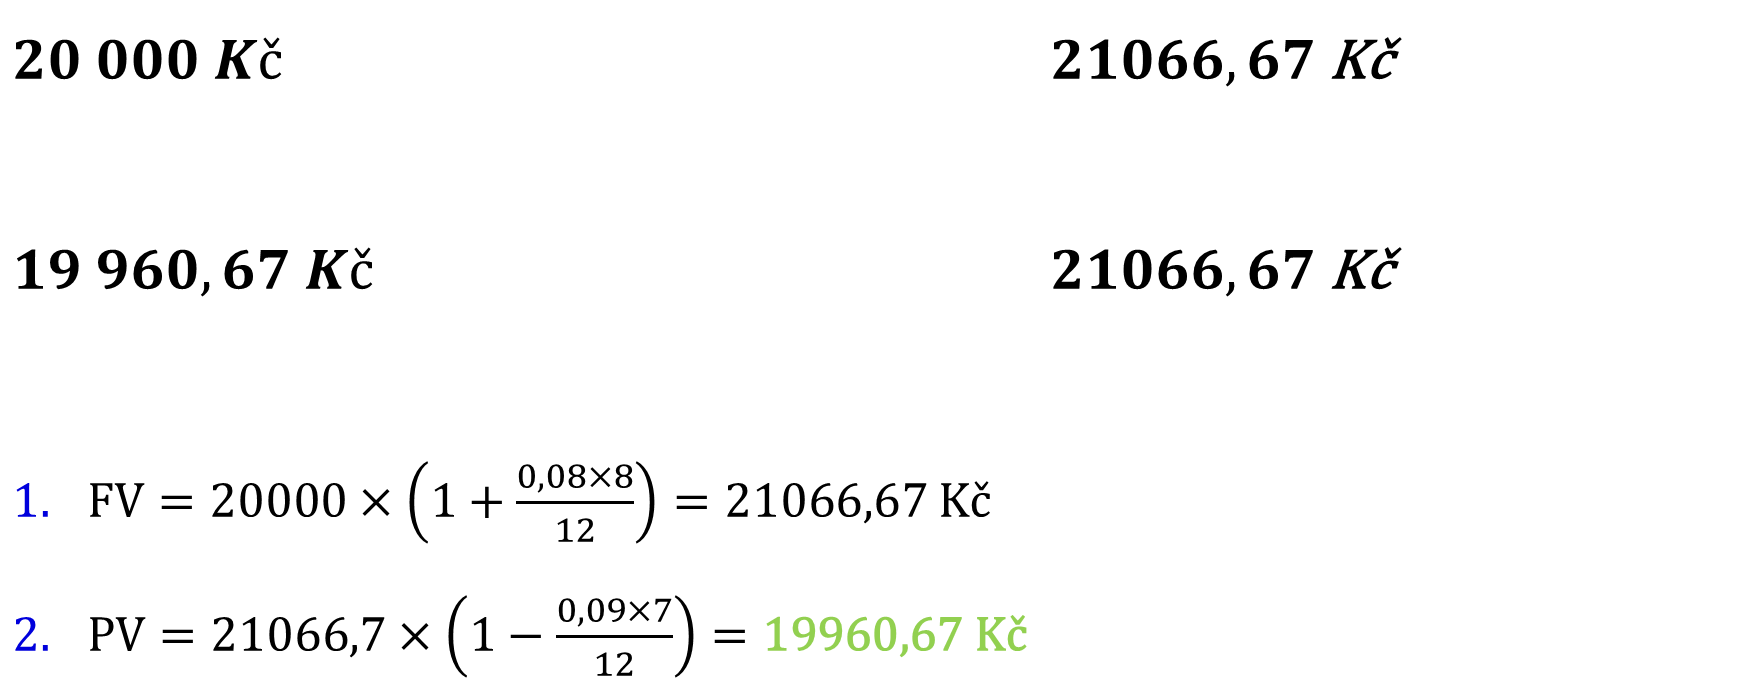 20 000 Kč 21066,67 Kč
19 960,67 Kč 21066,67 Kč
1. FV = 20000 × (1 + 0,08×8/12) = 21066,67 Kč
2. PV = 21066,7 × (1 − 0,09×7/12) = 19960,67 Kč